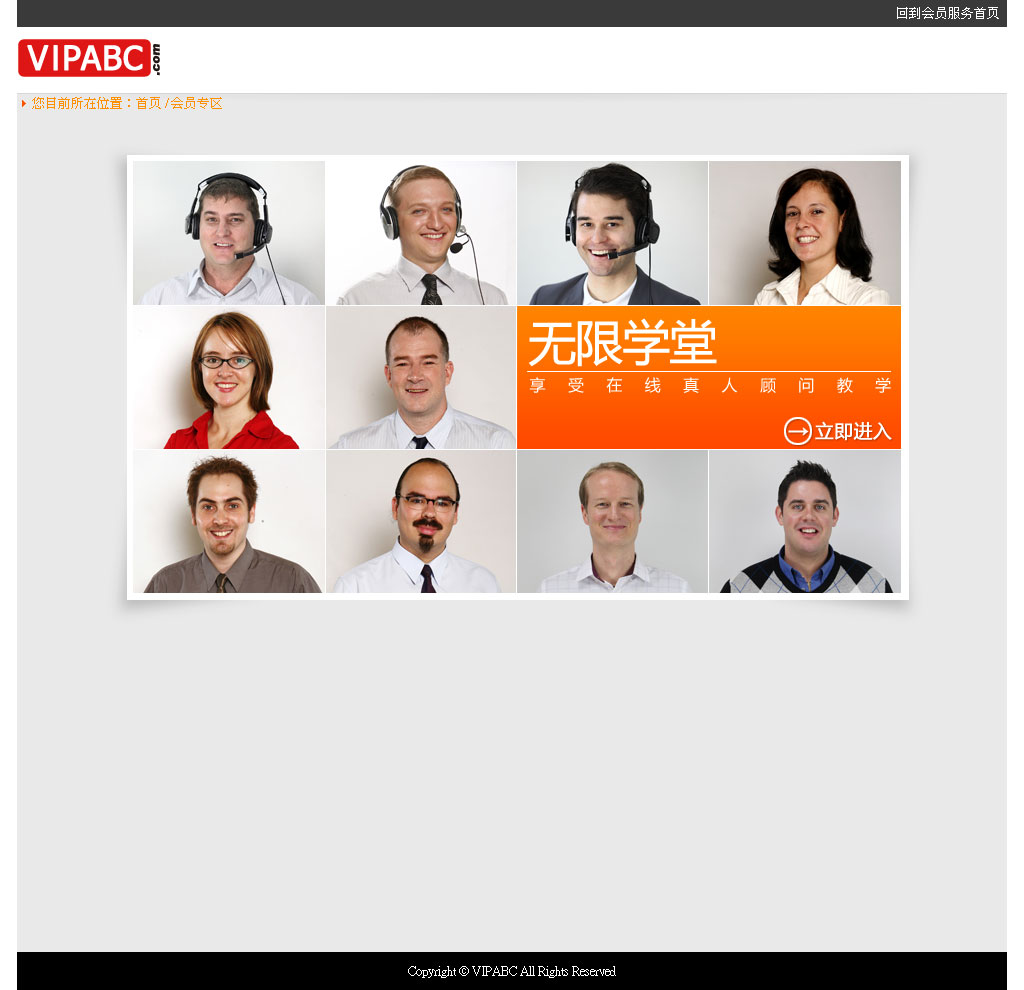 回到会员服务首页
VIPABC.com
您目前所在位置：首页 / 会员专区
无限学堂
享受在线真人顾问教学
立即进入
Copyright © VIPABC All Rights Reserved